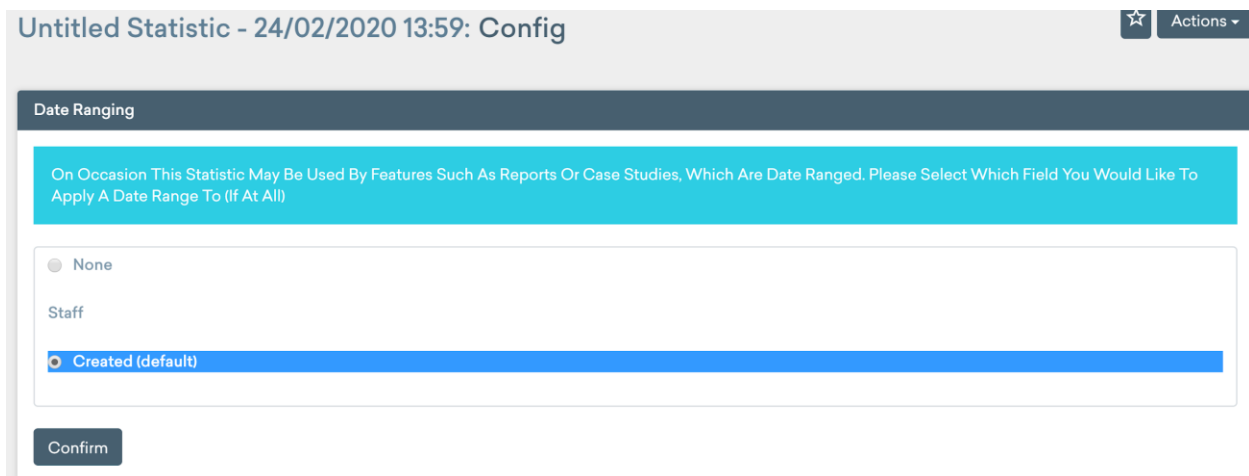 Untitled Statistic - 24/02/2020 13:59: Config
Actions
Date Ranging
On Occasion This Statistic May Be Used By Features Such As Reports Or Case Studies, Which Are Date Ranged. Please Select Which Field You Would Like To
Apply A Date Range To (If At All)
None
Staff
Created (default)
Confirm